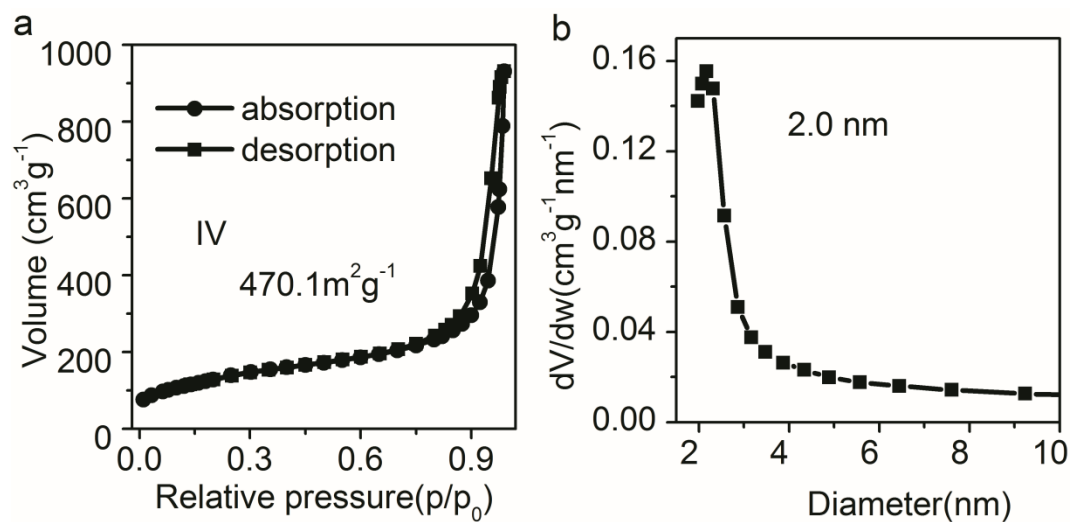 a
1000
800
600
400
200
0
Volume (cm³g⁻¹)
absorption
desorption
IV
470.1m²g⁻¹
0.0 0.3 0.6 0.9
Relative pressure(p/p₀)
b
0.16
0.12
0.08
0.04
0.00
dV/dw(cm³g⁻¹nm⁻¹)
2.0 nm
2 4 6 8 10
Diameter(nm)